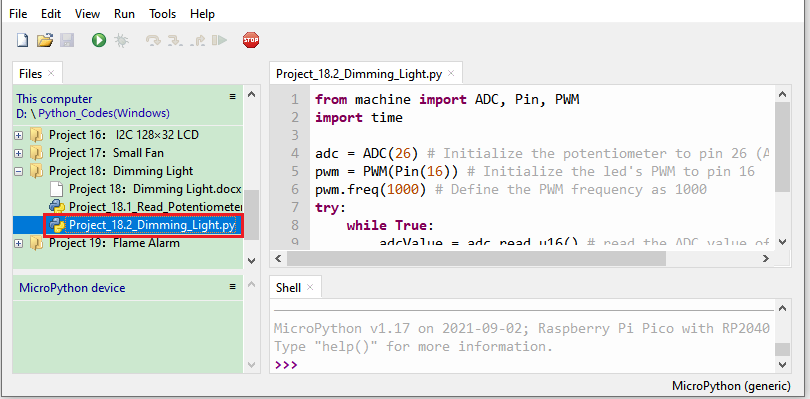 File Edit View Run Tools Help
STOP
Files
This computer
D: \Python_Codes(Windows)
Project 16: I2C 128×32 LCD
Project 17: Small Fan
Project 18: Dimming Light
Project 18: Dimming Light.docx
Project_18.1_Read_Potentiometer
Project_18.2_Dimming_Light.py
Project 19: Flame Alarm
MicroPython device
Project_18.2_Dimming_Light.py
1 from machine import ADC, Pin, PWM
2 import time
3
4 adc = ADC(26) # Initialize the potentiometer to pin 26 (A
5 pwm = PWM(Pin(16)) # Initialize the led's PWM to pin 16
6 pwm.freq(1000) # Define the PWM frequency as 1000
7 try:
8     while True:
9         adcValue = adc.read_u16() # read the ADC value of
Shell
MicroPython v1.17 on 2021-09-02; Raspberry Pi Pico with RP2040
Type "help()" for more information.
>>>
MicroPython (generic)